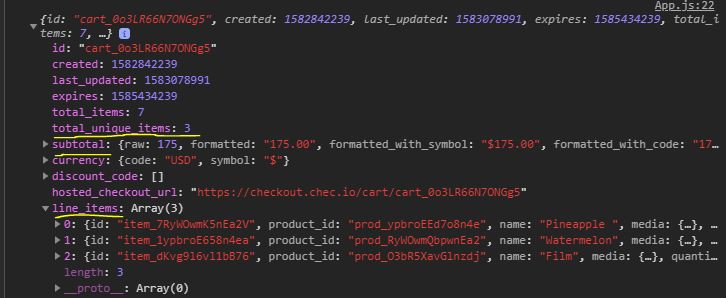 App.js:22
{id: "cart_0o3LR66N7ONGg5", created: 1582842239, last_updated: 1583078991, expires: 1585434239, total_i
tems: 7, …} i
id: "cart_0o3LR66N7ONGg5"
created: 1582842239
last_updated: 1583078991
expires: 1585434239
total_items: 7
total_unique_items: 3
subtotal: {raw: 175, formatted: "175.00", formatted_with_symbol: "$175.00", formatted_with_code: "17…
currency: {code: "USD", symbol: "$"}
discount_code: []
hosted_checkout_url: "https://checkout.chec.io/cart/cart_0o3LR66N7ONGg5"
line_items: Array(3)
0: {id: "item_7RyWOwmK5nEa2V", product_id: "prod_ypbroEEd7o8n4e", name: "Pineapple ", media: {…}, …
1: {id: "item_1ypbroE658n4ea", product_id: "prod_RyWOwmQbpwnEa2", name: "Watermelon", media: {…}, …
2: {id: "item_dKvg9l6vl1bB76", product_id: "prod_O3bR5XavGlnzdj", name: "Film", media: {…}, quanti…
length: 3
__proto__: Array(0)